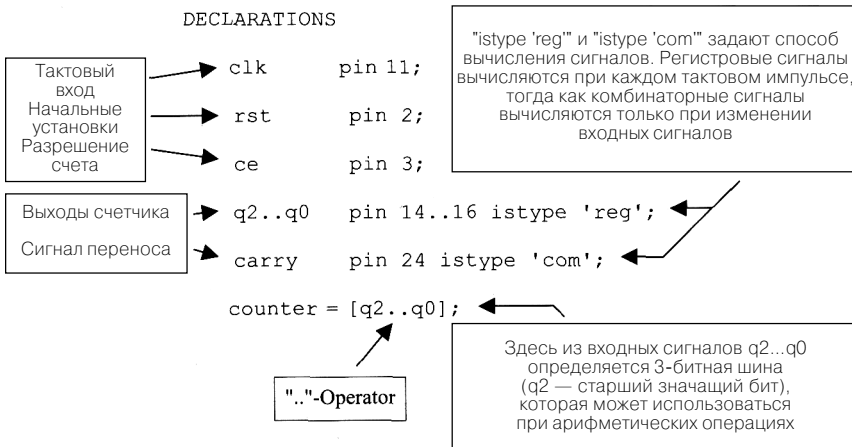 DECLARATIONS
Тактовый
вход
Начальные
установки
Разрешение
счета
clk pin 11;
rst pin 2;
ce pin 3;
"istype 'reg'" и "istype 'com'" задают способ
вычисления сигналов. Регистровые сигналы
вычисляются при каждом тактовом импульсе,
тогда как комбинаторные сигналы
вычисляются только при изменении
входных сигналов
Выходы счетчика
Сигнал переноса
q2..q0 pin 14..16 istype 'reg';
carry pin 24 istype 'com';
counter = [q2..q0];
".."-Operator
Здесь из входных сигналов q2...q0
определяется 3-битная шина
(q2 — старший значащий бит),
которая может использоваться
при арифметических операциях